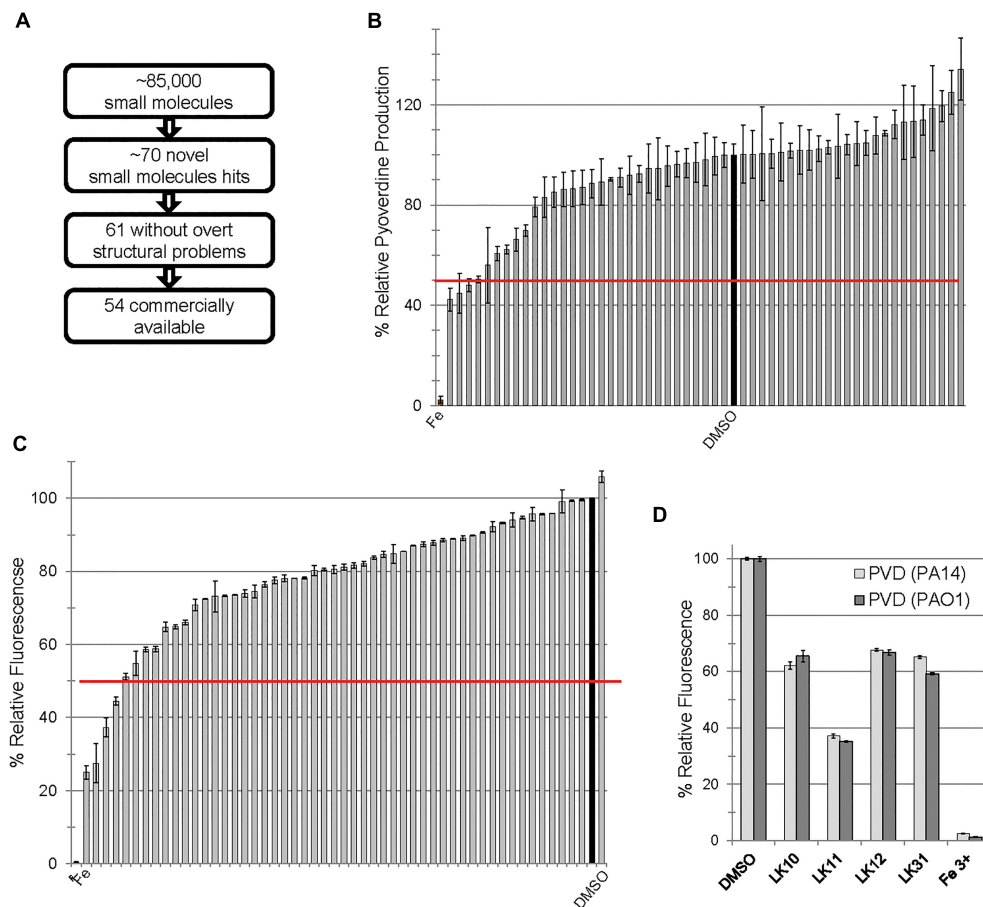 A
~85,000
small molecules
~70 novel
small molecules hits
61 without overt
structural problems
54 commercially
available
B
% Relative Pyoverdine Production
120
80
40
0
Fe
DMSO
C
% Relative Fluorescencse
100
80
60
40
20
0
Fe
DMSO
D
% Relative Fluorescence
100
80
60
40
20
0
PVD (PA14)
PVD (PAO1)
DMSO
LK10
LK11
LK12
LK31
Fe 3+